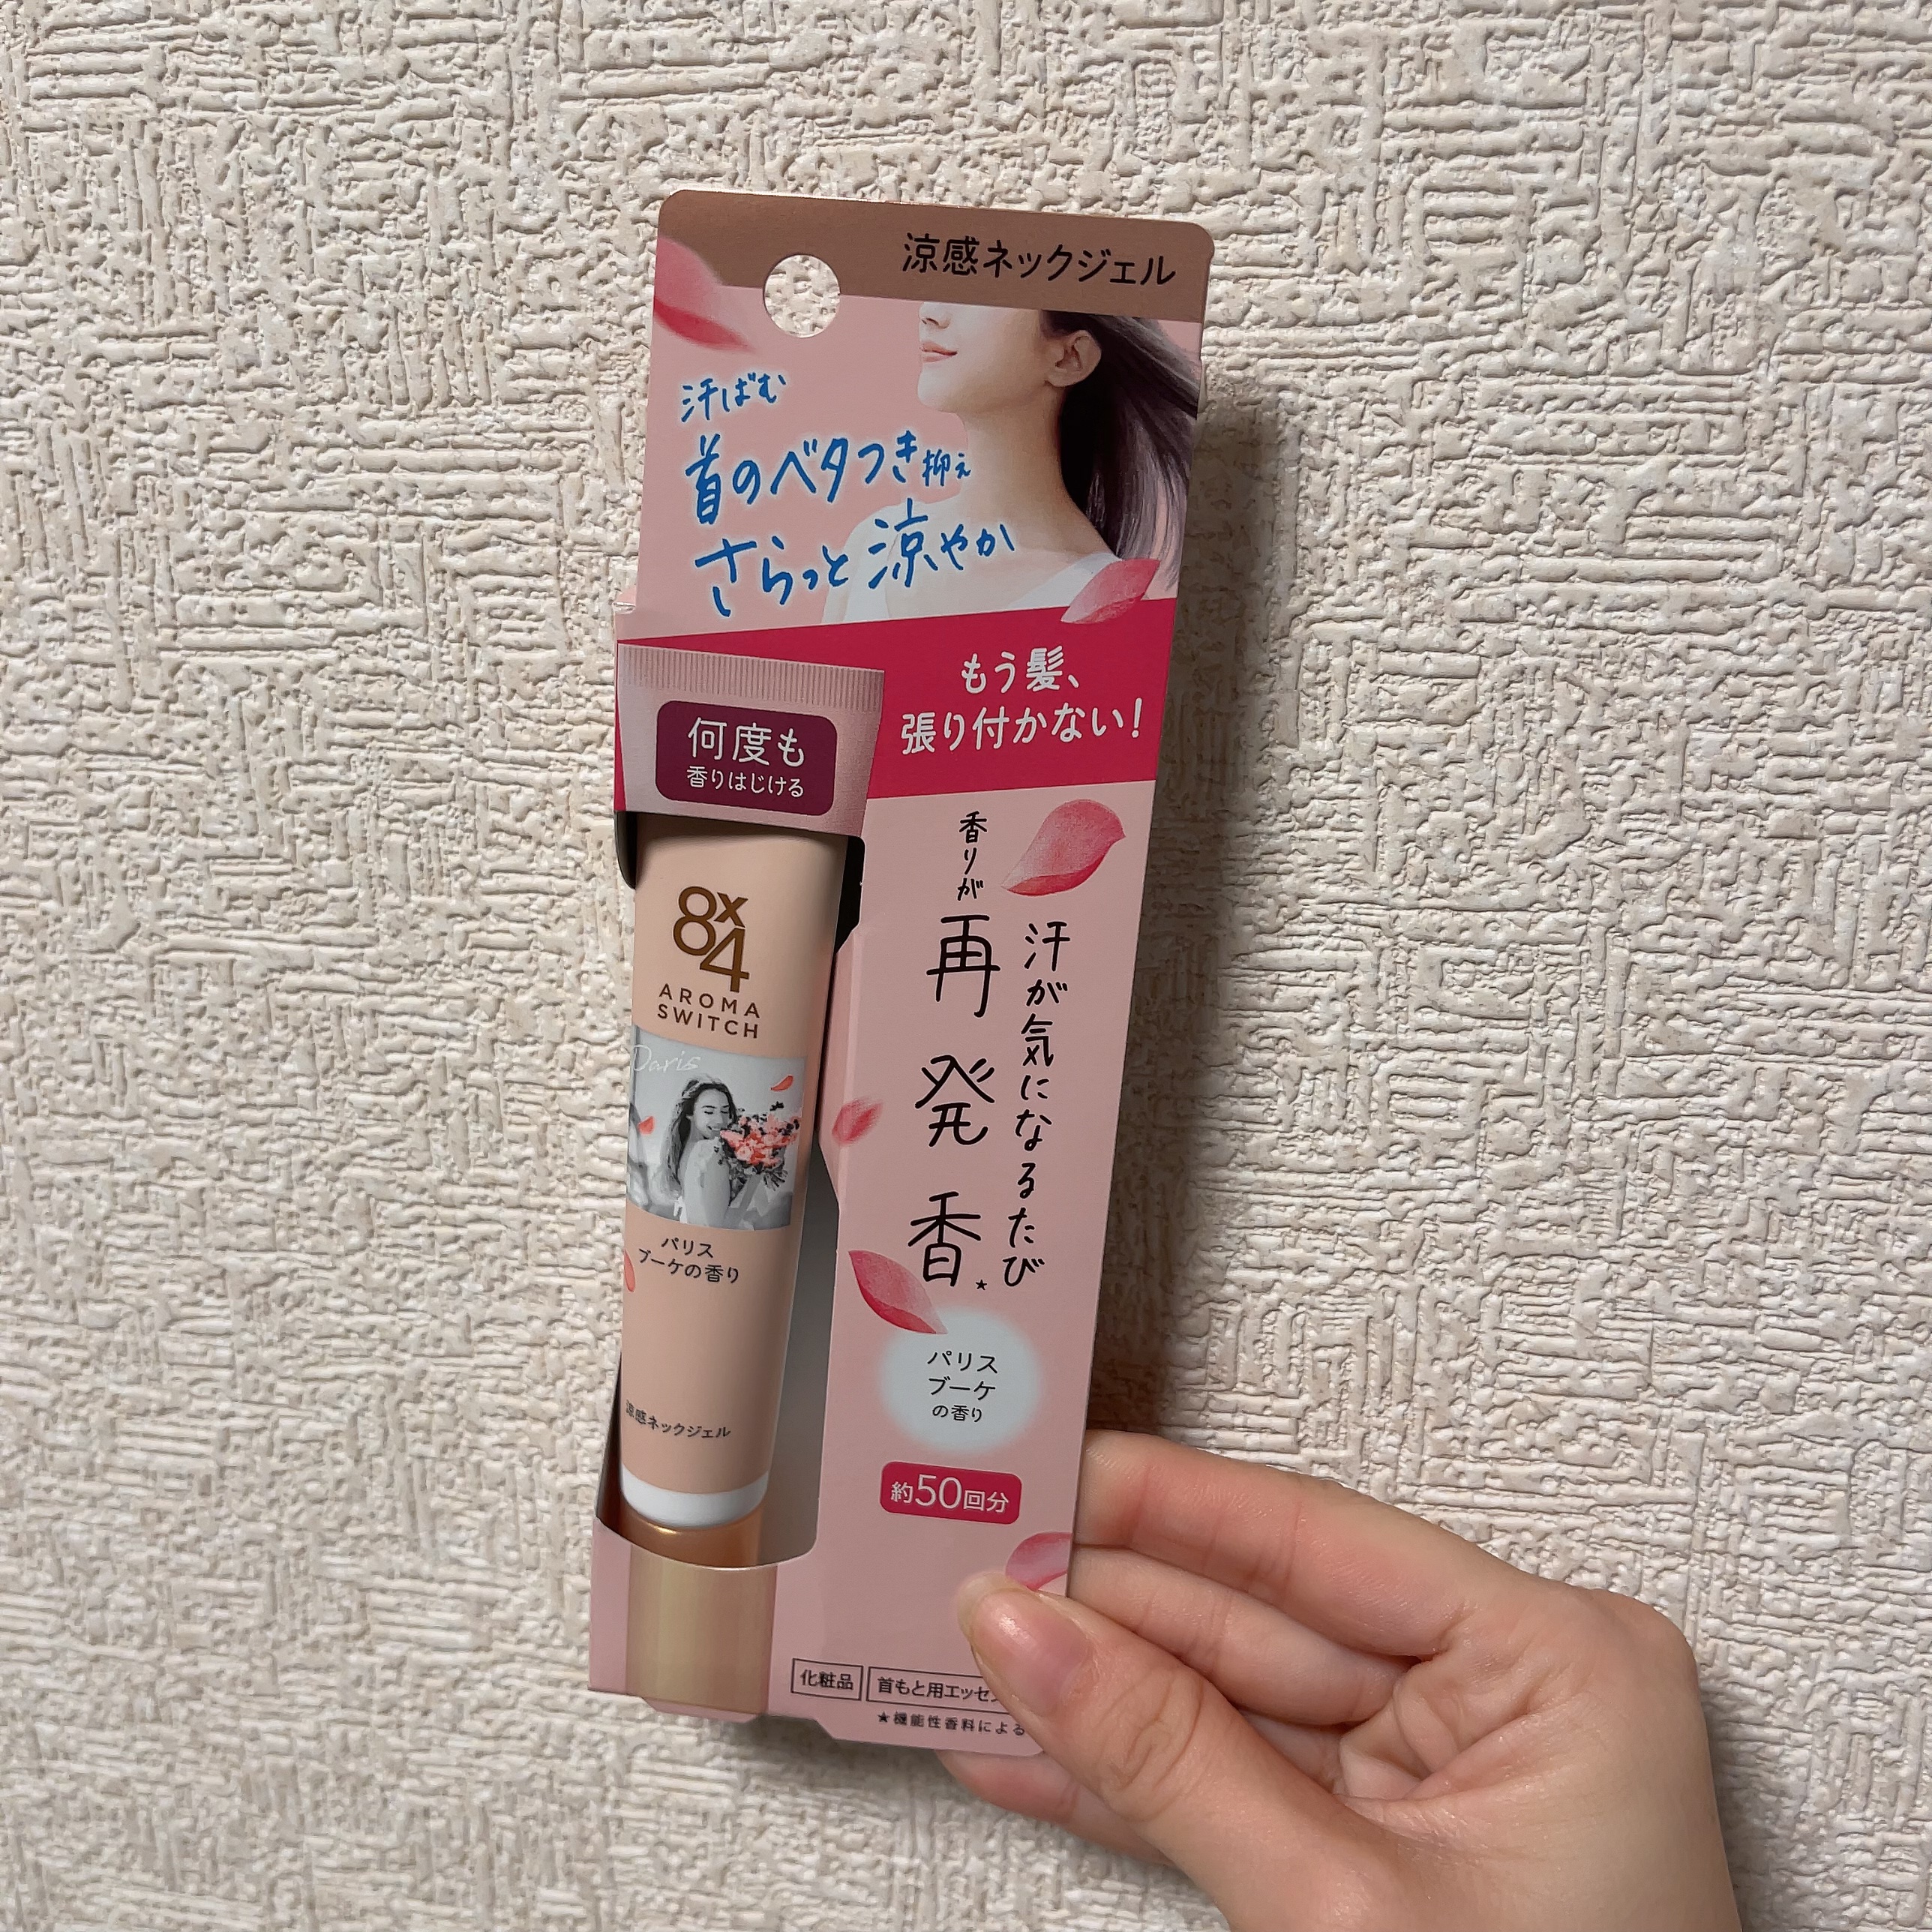 涼感ネックジェル
汗ばむ
首のベタつき抑え
さらっと涼やか
もう髪、
張り付かない!
何度も
香りはじける
8x4
AROMA
SWITCH
Paris
パリス
ブーケの香り
涼感ネックジェル
汗が気になるたび
香りが再発香★
パリス
ブーケ
の香り
約50回分
化粧品
首もと用エッセ
★機能性香料による